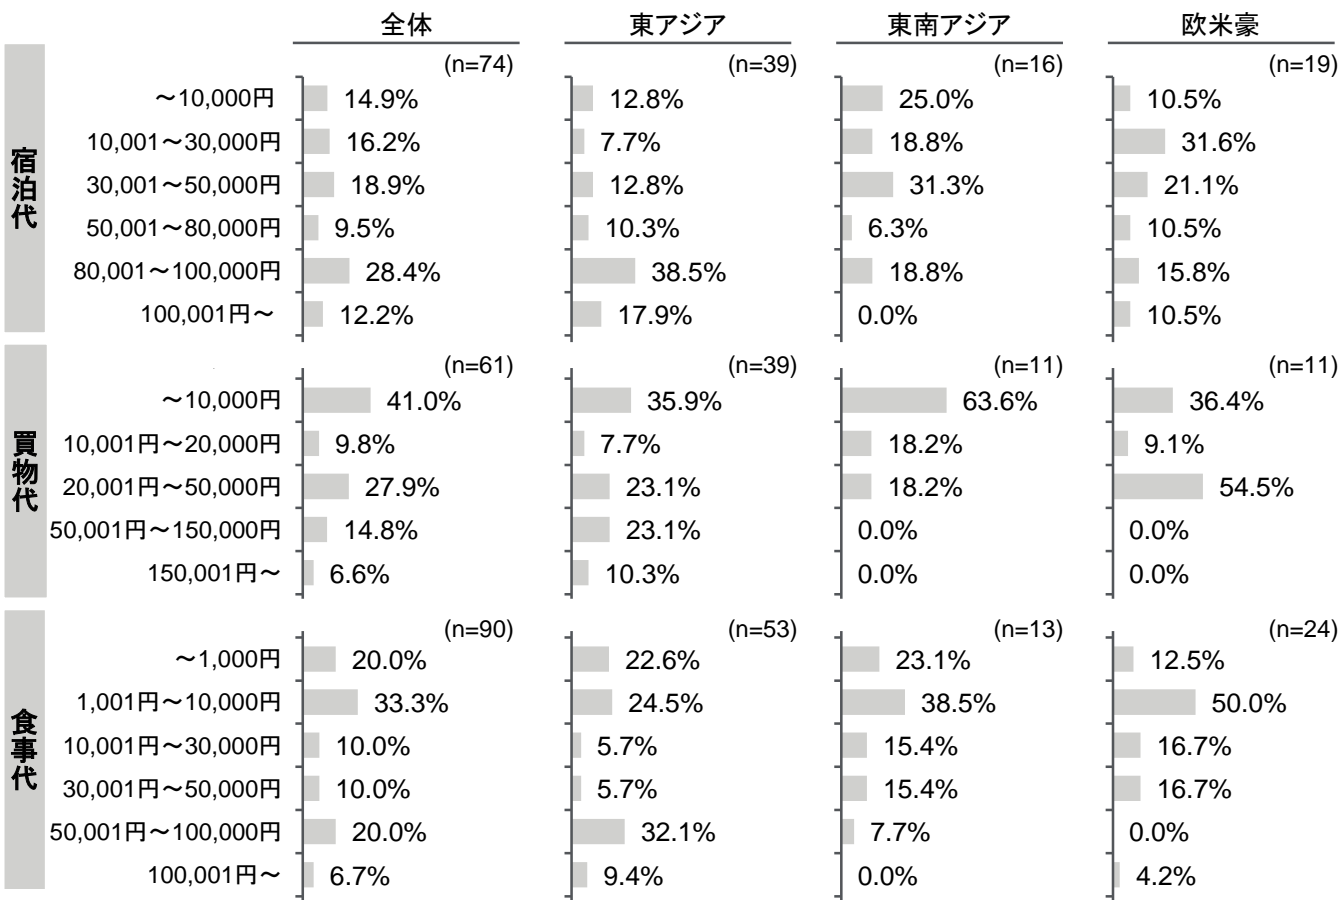 全体 東アジア 東南アジア 欧米豪
宿泊代
(n=74) (n=39) (n=16) (n=19)
～10,000円 14.9% 12.8% 25.0% 10.5%
10,001～30,000円 16.2% 7.7% 18.8% 31.6%
30,001～50,000円 18.9% 12.8% 31.3% 21.1%
50,001～80,000円 9.5% 10.3% 6.3% 10.5%
80,001～100,000円 28.4% 38.5% 18.8% 15.8%
100,001円～ 12.2% 17.9% 0.0% 10.5%
買物代
(n=61) (n=39) (n=11) (n=11)
～10,000円 41.0% 35.9% 63.6% 36.4%
10,001円～20,000円 9.8% 7.7% 18.2% 9.1%
20,001円～50,000円 27.9% 23.1% 18.2% 54.5%
50,001円～150,000円 14.8% 23.1% 0.0% 0.0%
150,001円～ 6.6% 10.3% 0.0% 0.0%
食事代
(n=90) (n=53) (n=13) (n=24)
～1,000円 20.0% 22.6% 23.1% 12.5%
1,001円～10,000円 33.3% 24.5% 38.5% 50.0%
10,001円～30,000円 10.0% 5.7% 15.4% 16.7%
30,001円～50,000円 10.0% 5.7% 15.4% 16.7%
50,001円～100,000円 20.0% 32.1% 7.7% 0.0%
100,001円～ 6.7% 9.4% 0.0% 4.2%